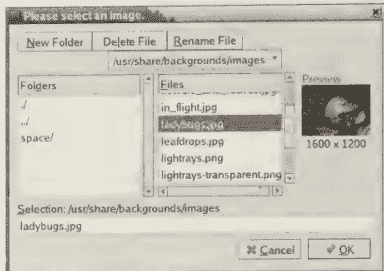 Please select an image.
New Folder
Delete File
Rename File
/usr/share/backgrounds/images
Folders
Files
Preview
./
../
space/
in_flight.jpg
ladybugs.jpg
leafdrops.jpg
lightrays.png
lightrays-transparent.png
1600 x 1200
Selection: /usr/share/backgrounds/images
ladybugs.jpg
Cancel
OK